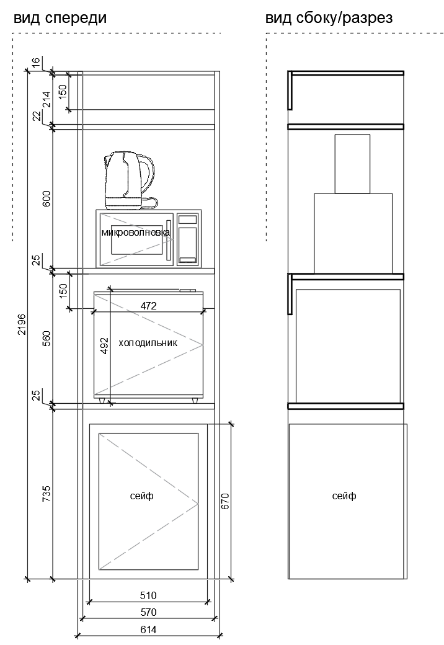 вид спереди
вид сбоку/разрез
16
214
150
22
600
микроволновка
25
150
472
2196
560
492
холодильник
25
735
сейф
670
сейф
510
570
614